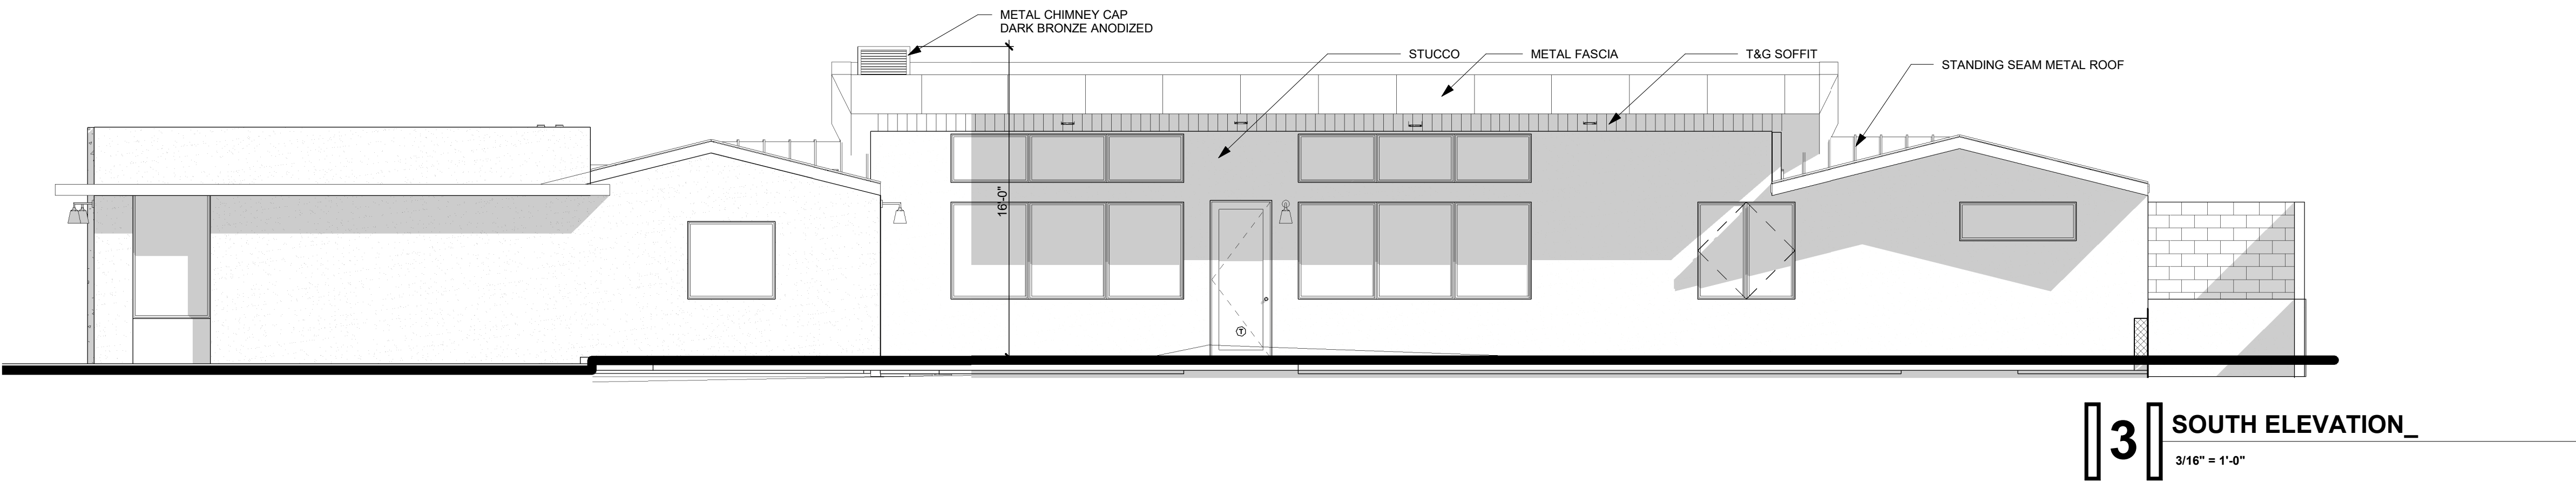 METAL CHIMNEY CAP
DARK BRONZE ANODIZED
STUCCO
METAL FASCIA
T&G SOFFIT
STANDING SEAM METAL ROOF
16'-0"
T
3
SOUTH ELEVATION_
3/16" = 1'-0"